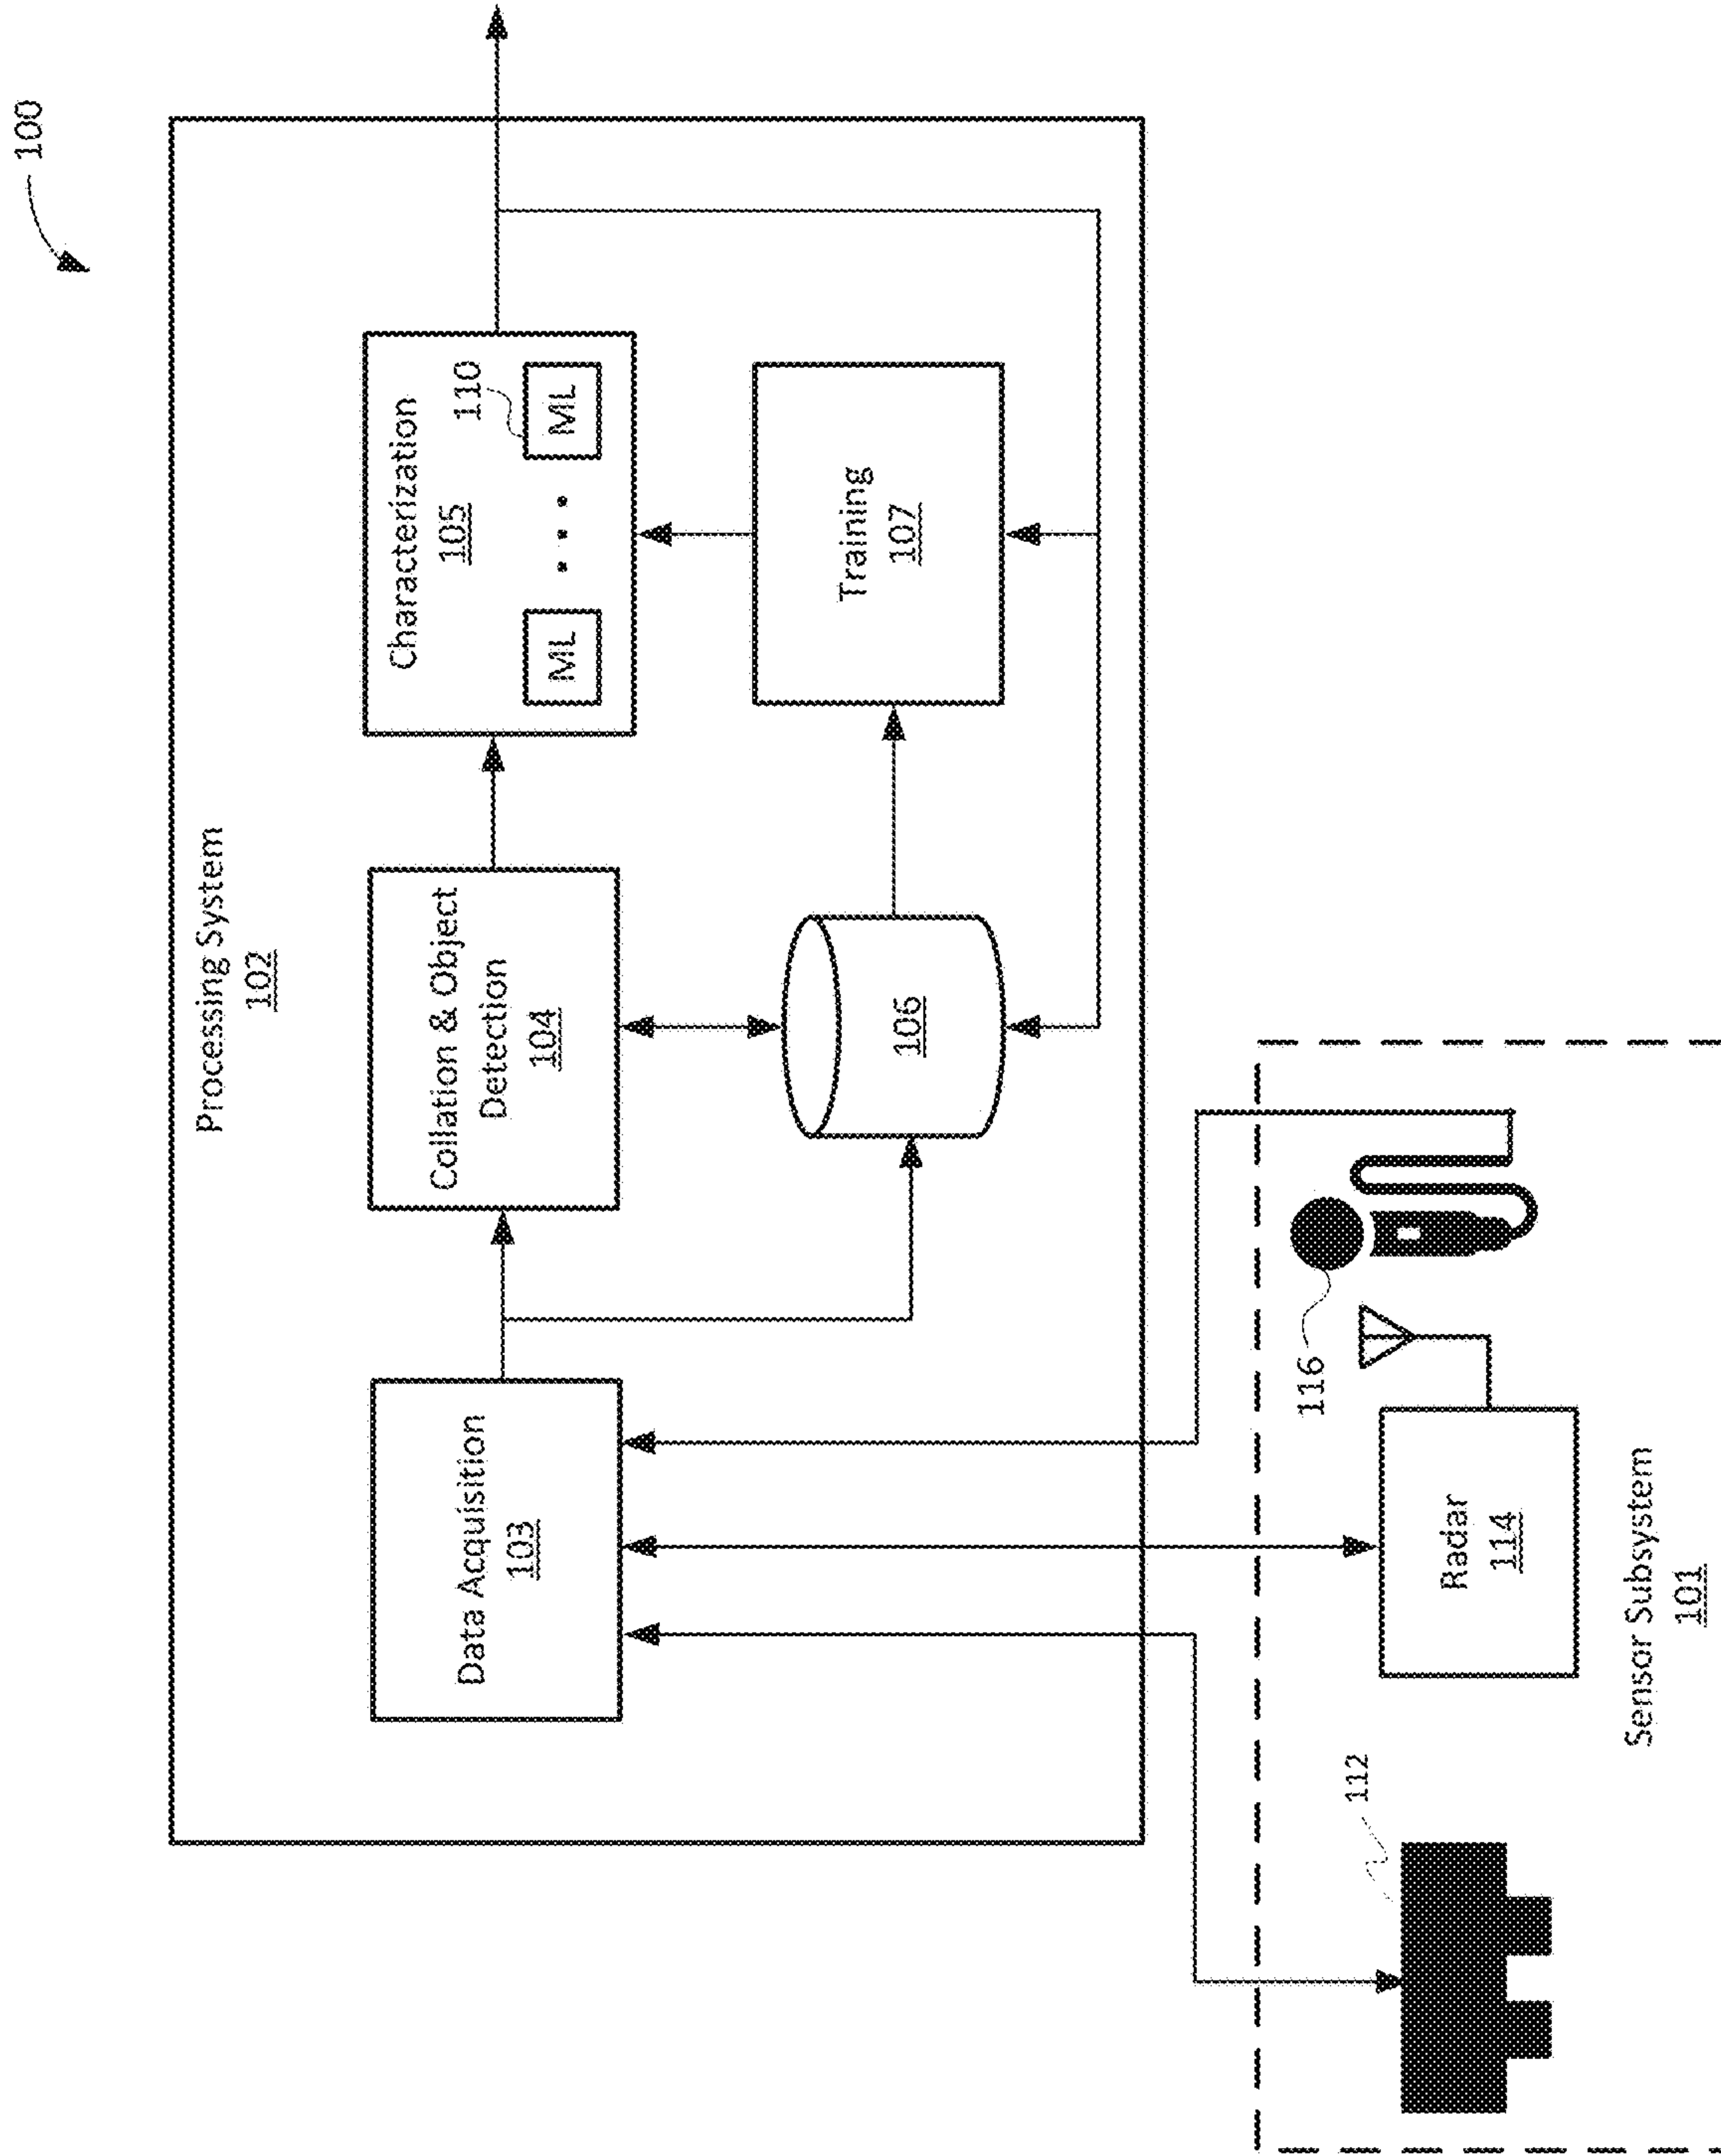 100
Processing System
102
Data Acquisition
103
Collation & Object
Detection
104
Characterization
105
110
ML
ML
106
Training
107
112
Radar
114
116
Sensor Subsystem
101